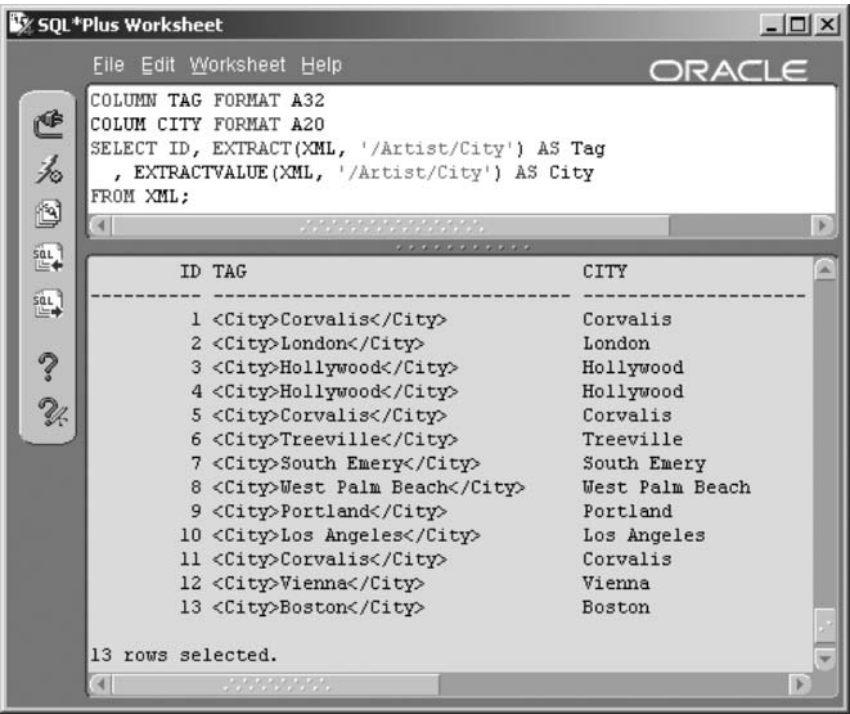 SQL*Plus Worksheet
File Edit Worksheet Help
ORACLE
COLUMN TAG FORMAT A32
COLUM CITY FORMAT A20
SELECT ID, EXTRACT(XML, '/Artist/City') AS Tag
, EXTRACTVALUE(XML, '/Artist/City') AS City
FROM XML;
SQL
SQL
ID TAG CITY
---------- -------------------------------- --------------------
1 <City>Corvalis</City> Corvalis
2 <City>London</City> London
3 <City>Hollywood</City> Hollywood
4 <City>Hollywood</City> Hollywood
5 <City>Corvalis</City> Corvalis
6 <City>Treeville</City> Treeville
7 <City>South Emery</City> South Emery
8 <City>West Palm Beach</City> West Palm Beach
9 <City>Portland</City> Portland
10 <City>Los Angeles</City> Los Angeles
11 <City>Corvalis</City> Corvalis
12 <City>Vienna</City> Vienna
13 <City>Boston</City> Boston
13 rows selected.